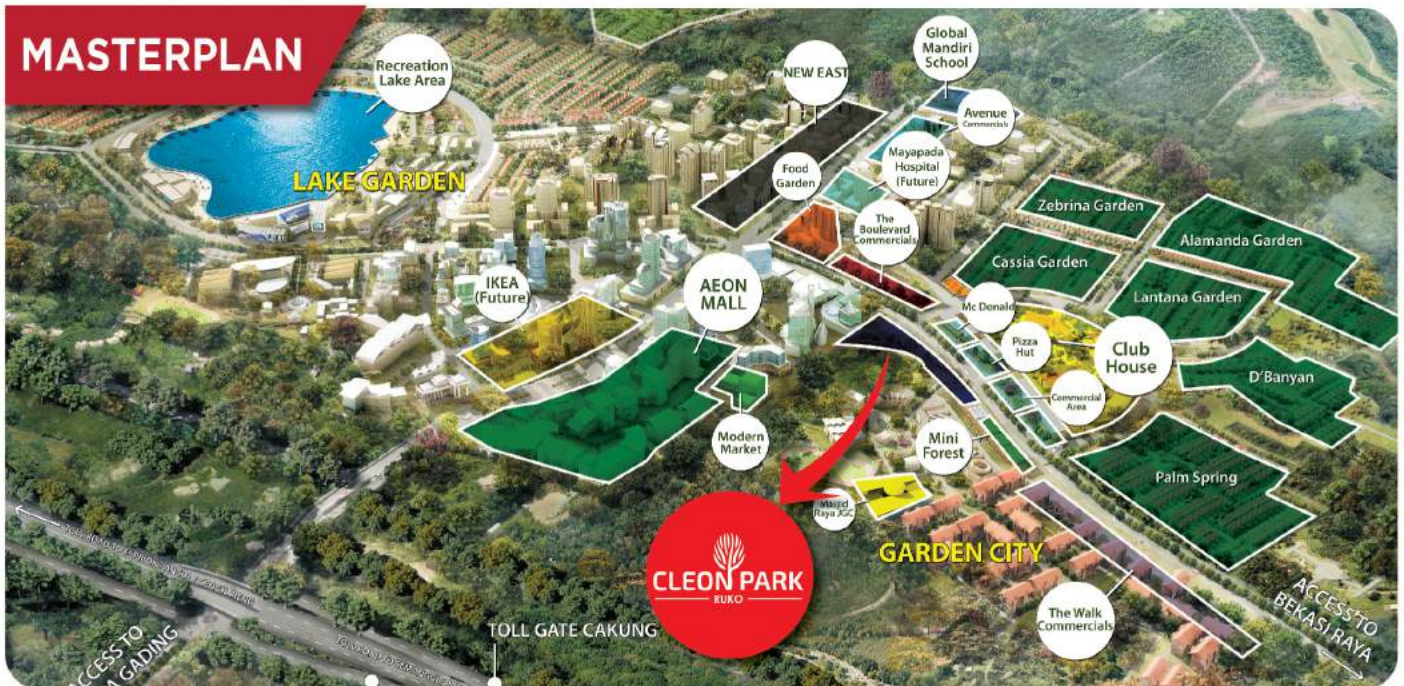 MASTERPLAN
Recreation
Lake Area
LAKE GARDEN
NEW EAST
Global
Mandiri
School
Avenue
Commercials
Mayapada
Hospital
(Future)
Food
Garden
The
Boulevard
Commercials
Zebrina Garden
Alamanda Garden
Cassia Garden
Lantana Garden
IKEA
(Future)
AEON
MALL
Mc Donald
Pizza
Hut
Club
House
D'Banyan
Commercial
Area
Modern
Market
Mini
Forest
Palm Spring
Masjid
Raya JGC
GARDEN CITY
CLEON PARK
RUKO
The Walk
Commercials
ACCESS TO
BEKASI RAYA
TOLL GATE CAKUNG
ACCESS TO
GADING